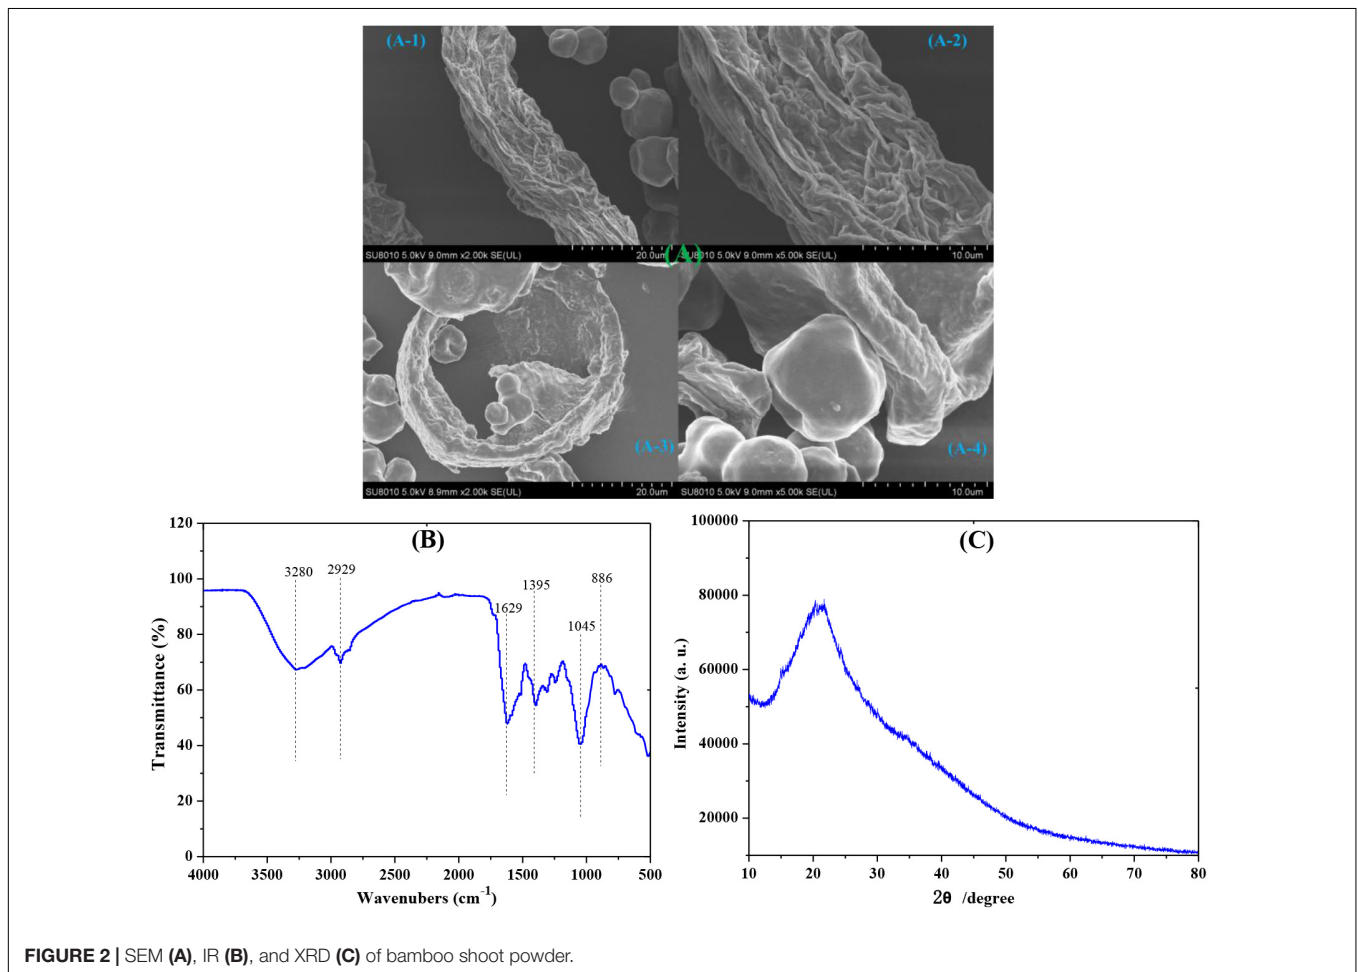 (A-1)
(A-2)
SU8010 5.0kV 9.0mm x2.00k SE(UL)
20.0um
(A)
SU8010 5.0kV 9.0mm x5.00k SE(UL)
10.0um
(A-3)
(A-4)
SU8010 5.0kV 8.9mm x2.00k SE(UL)
20.0um
SU8010 5.0kV 9.0mm x5.00k SE(UL)
10.0um
(B)
120
100
80
60
40
20
0
Transmittance (%)
3280
2929
1629
1395
1045
886
4000
3500
3000
2500
2000
1500
1000
500
Wavenubers (cm⁻¹)
(C)
100000
80000
60000
40000
20000
Intensity (a. u.)
10
20
30
40
50
60
70
80
2θ /degree
FIGURE 2 | SEM (A), IR (B), and XRD (C) of bamboo shoot powder.